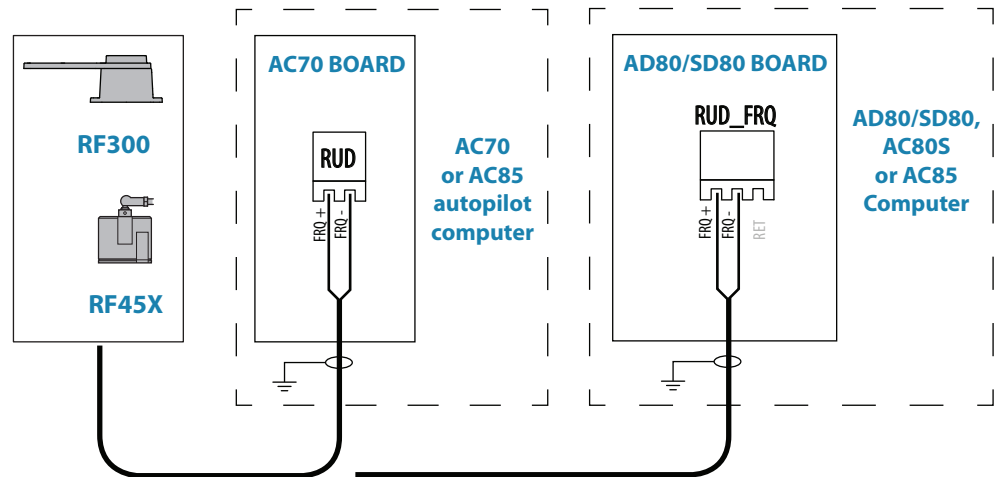 RF300
RF45X
AC70 BOARD
RUD
FRQ +
FRQ -
AC70
or AC85
autopilot
computer
AD80/SD80 BOARD
RUD_FRQ
FRQ +
FRQ -
RET
AD80/SD80,
AC80S
or AC85
Computer